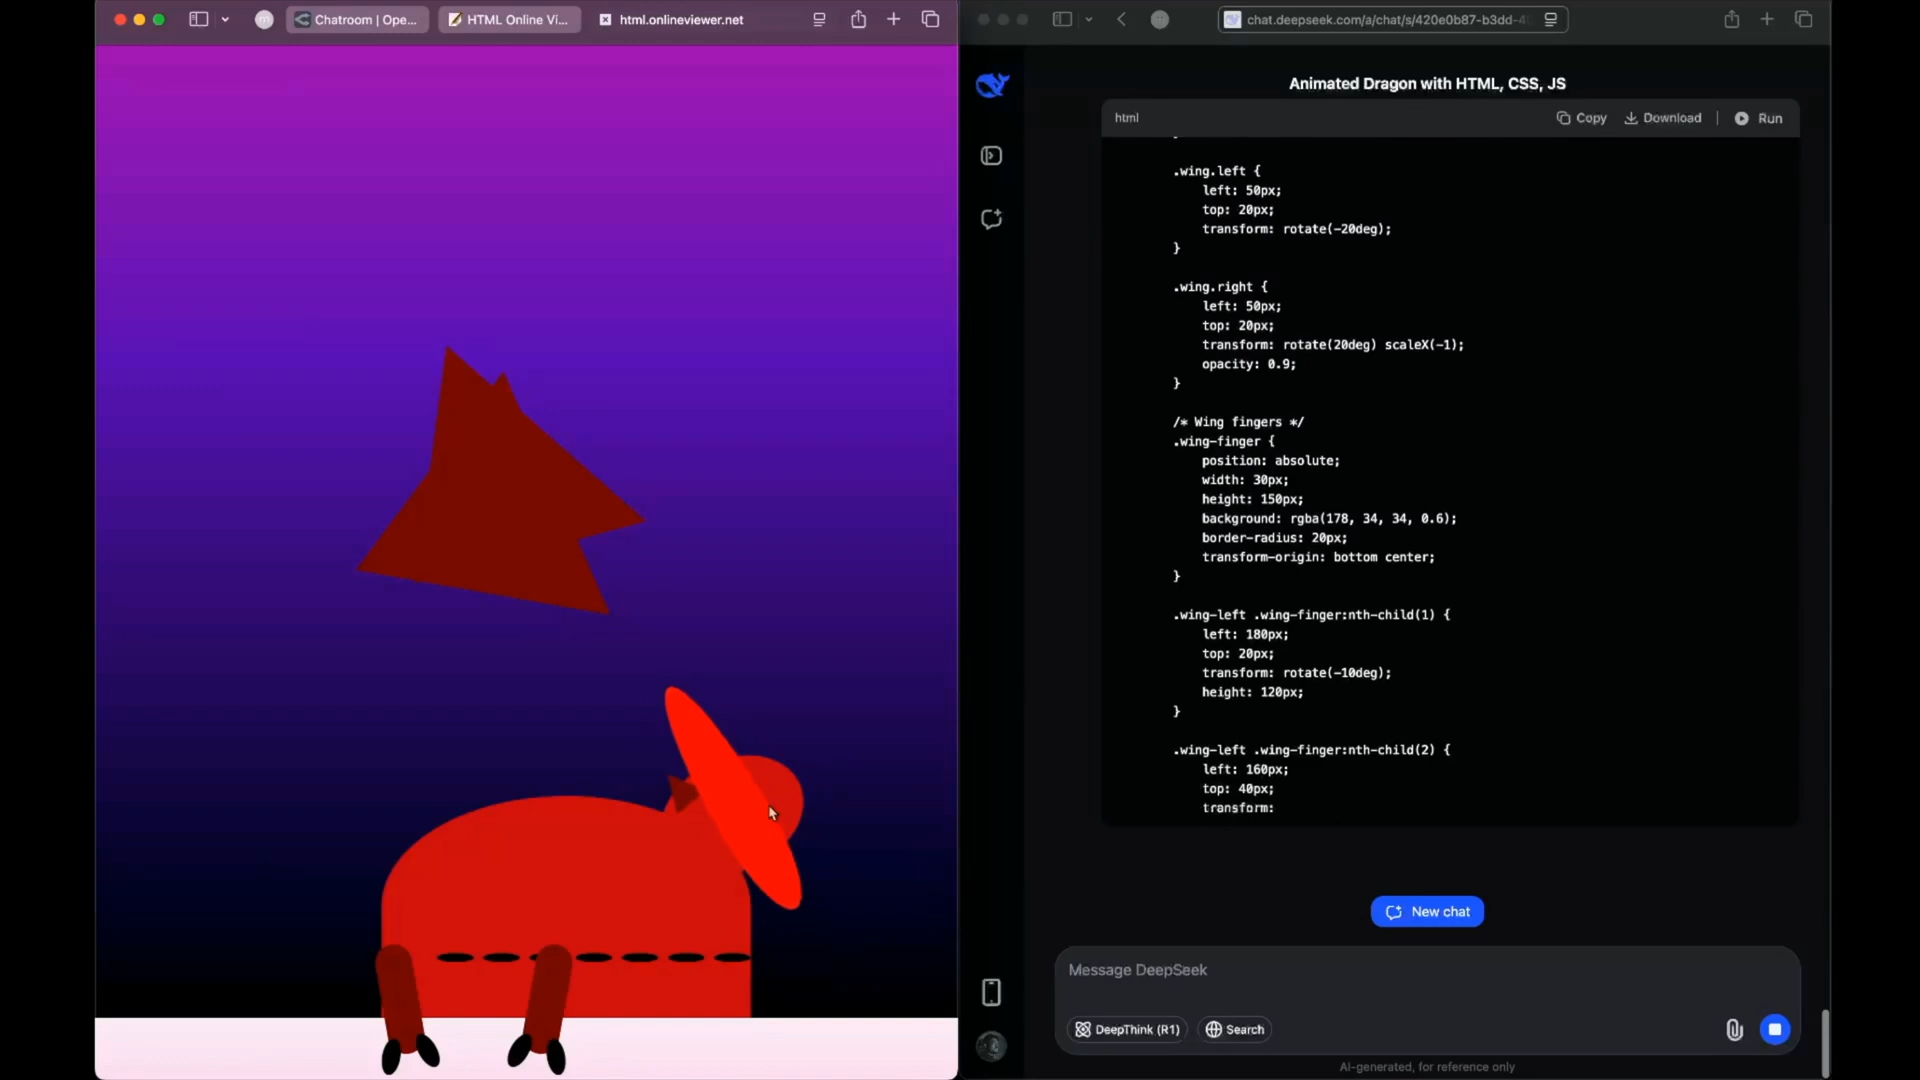 Chatroom | Ope...
HTML Online Vi...
html.onlineviewer.net
chat.deepseek.com/a/chat/s/420e0b87-b3dd-4
Animated Dragon with HTML, CSS, JS
html
Copy
Download
Run
.wing.left {
left: 50px;
top: 20px;
transform: rotate(-20deg);
}
.wing.right {
left: 50px;
top: 20px;
transform: rotate(20deg) scaleX(-1);
opacity: 0.9;
}
/* Wing fingers */
.wing-finger {
position: absolute;
width: 30px;
height: 150px;
background: rgba(178, 34, 34, 0.6);
border-radius: 20px;
transform-origin: bottom center;
}
.wing-left .wing-finger:nth-child(1) {
left: 180px;
top: 20px;
transform: rotate(-10deg);
height: 120px;
}
.wing-left .wing-finger:nth-child(2) {
left: 160px;
top: 40px;
transform:
New chat
Message DeepSeek
DeepThink (R1)
Search
AI-generated, for reference only